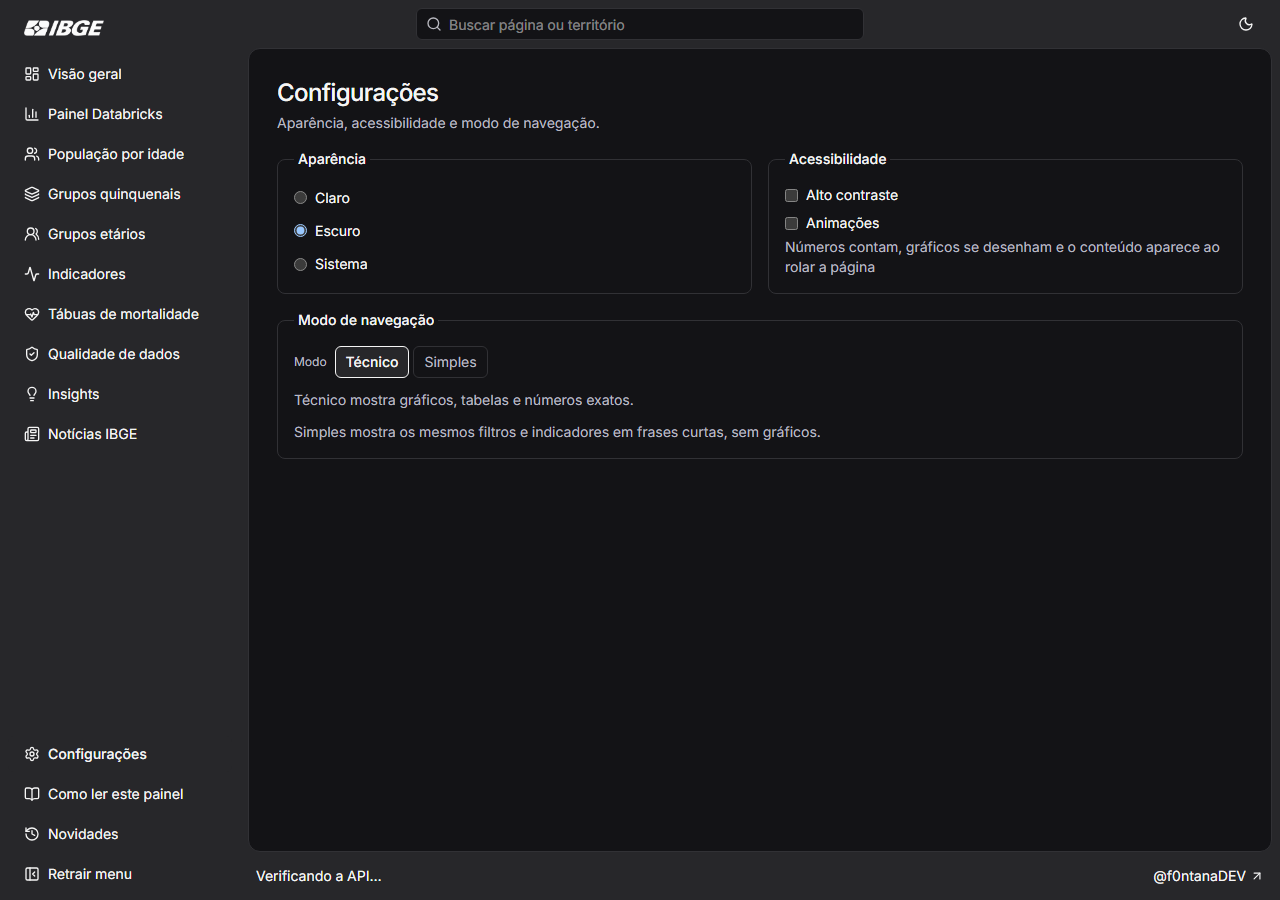 IBGE
Buscar página ou território
Visão geral
Painel Databricks
População por idade
Grupos quinquenais
Grupos etários
Indicadores
Tábuas de mortalidade
Qualidade de dados
Insights
Notícias IBGE
Configurações
Como ler este painel
Novidades
Retrair menu
Configurações
Aparência, acessibilidade e modo de navegação.
Aparência
Claro
Escuro
Sistema
Acessibilidade
Alto contraste
Animações
Números contam, gráficos se desenham e o conteúdo aparece ao
rolar a página
Modo de navegação
Modo Técnico Simples
Técnico mostra gráficos, tabelas e números exatos.
Simples mostra os mesmos filtros e indicadores em frases curtas, sem gráficos.
Verificando a API...
@f0ntanaDEV